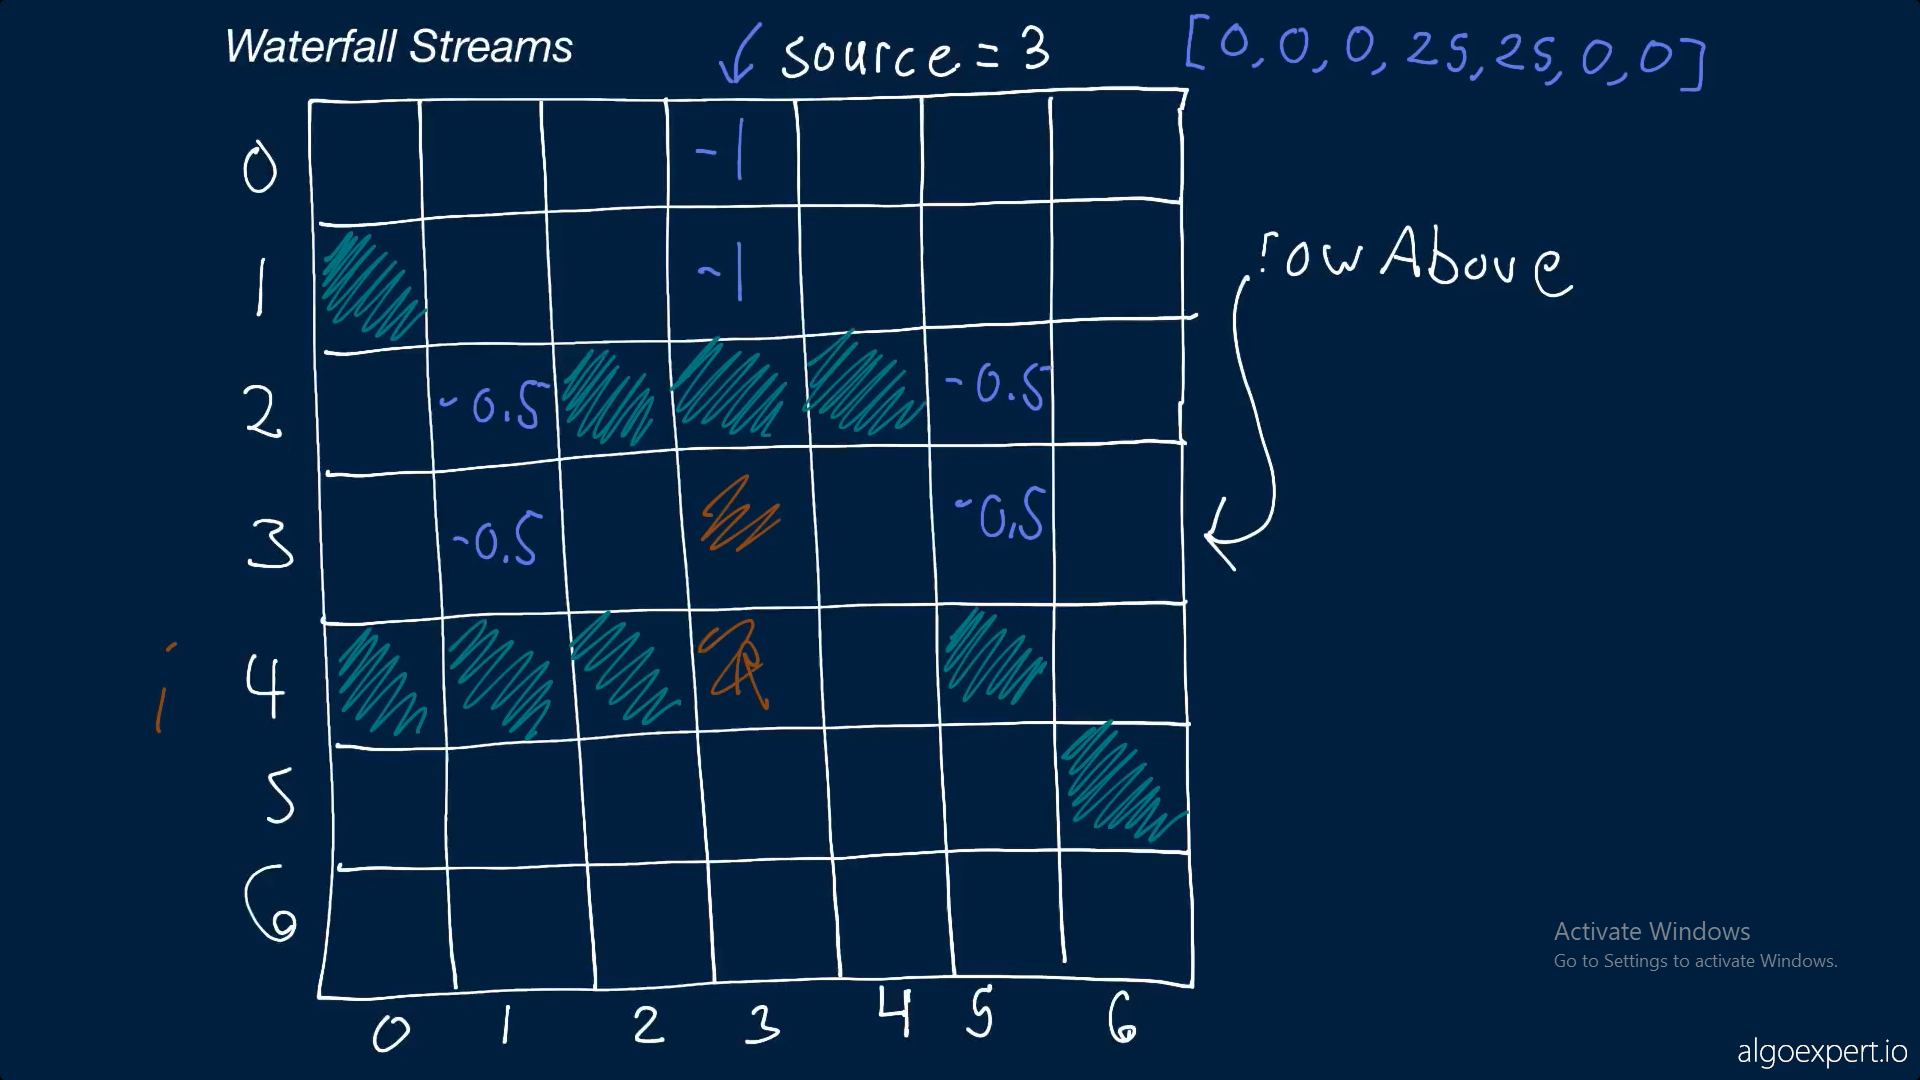 Waterfall Streams
source = 3
[0, 0, 0, 25, 25, 0, 0]
0
-1
1
-1
rowAbove
2
-0.5
-0.5
3
-0.5
-0.5
i
4
5
6
0 1 2 3 4 5 6
Activate Windows
Go to Settings to activate Windows.
algoexpert.io